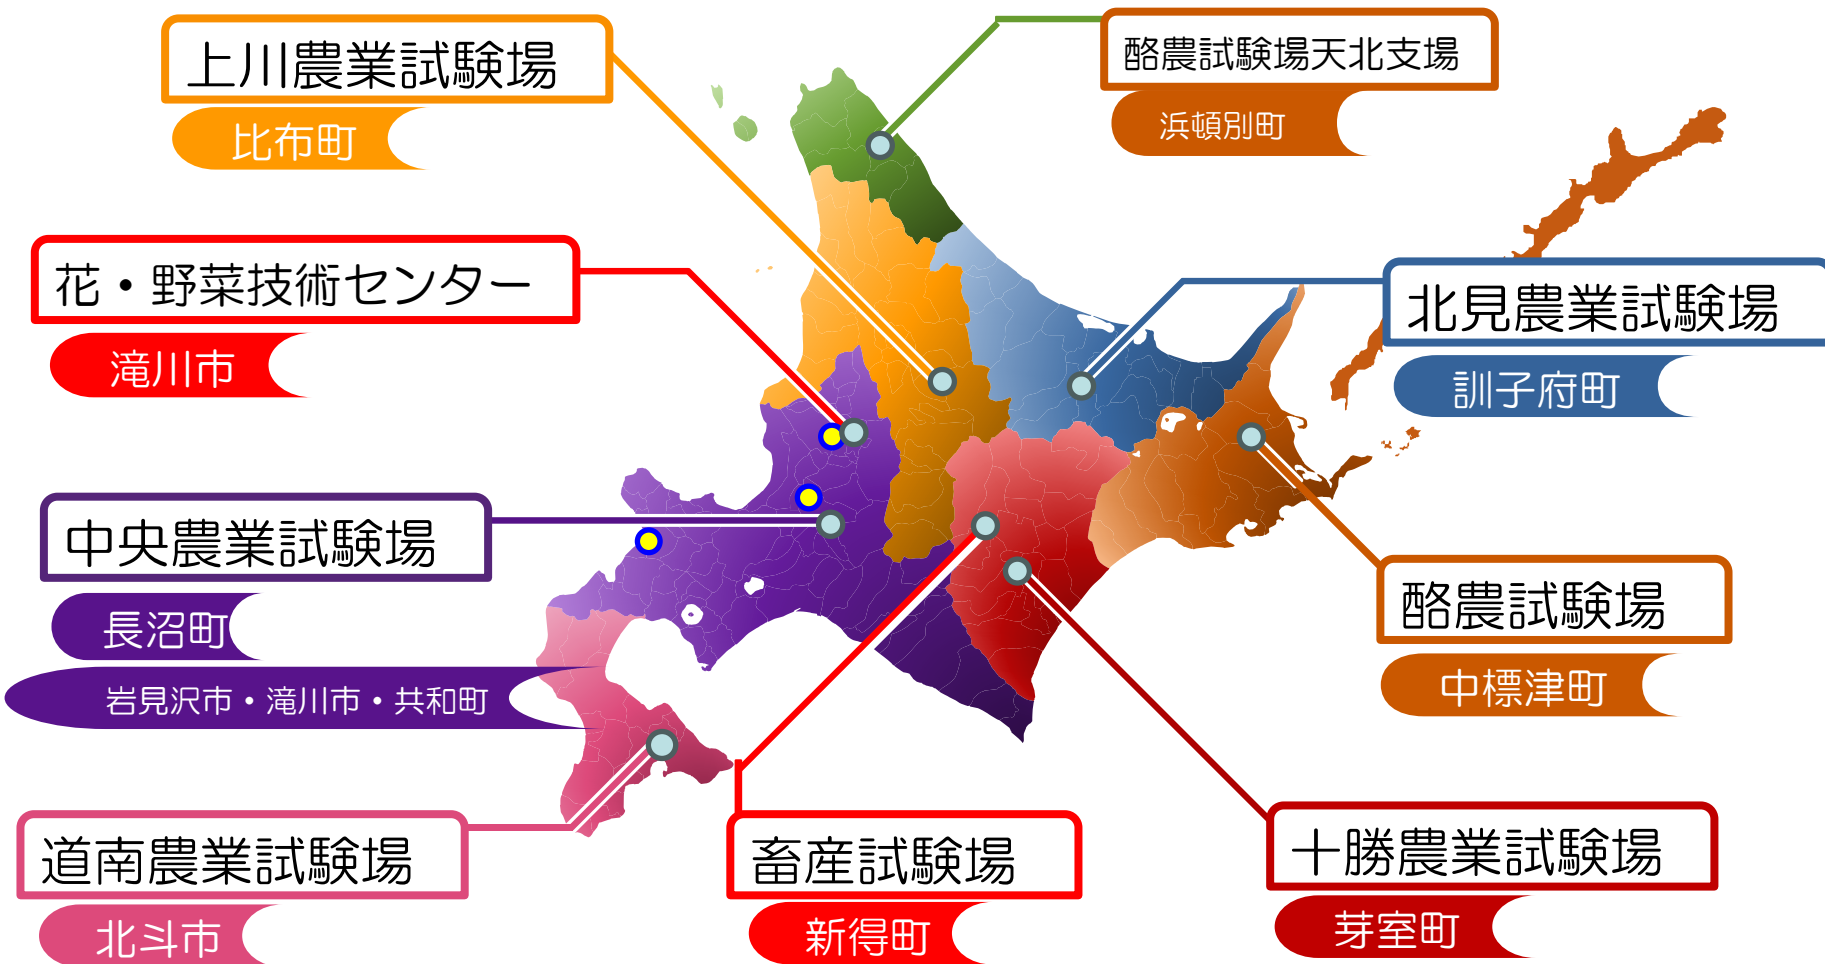 上川農業試験場
比布町
酪農試験場天北支場
浜頓別町
花・野菜技術センター
滝川市
北見農業試験場
訓子府町
中央農業試験場
長沼町
岩見沢市・滝川市・共和町
酪農試験場
中標津町
道南農業試験場
北斗市
畜産試験場
新得町
十勝農業試験場
芽室町